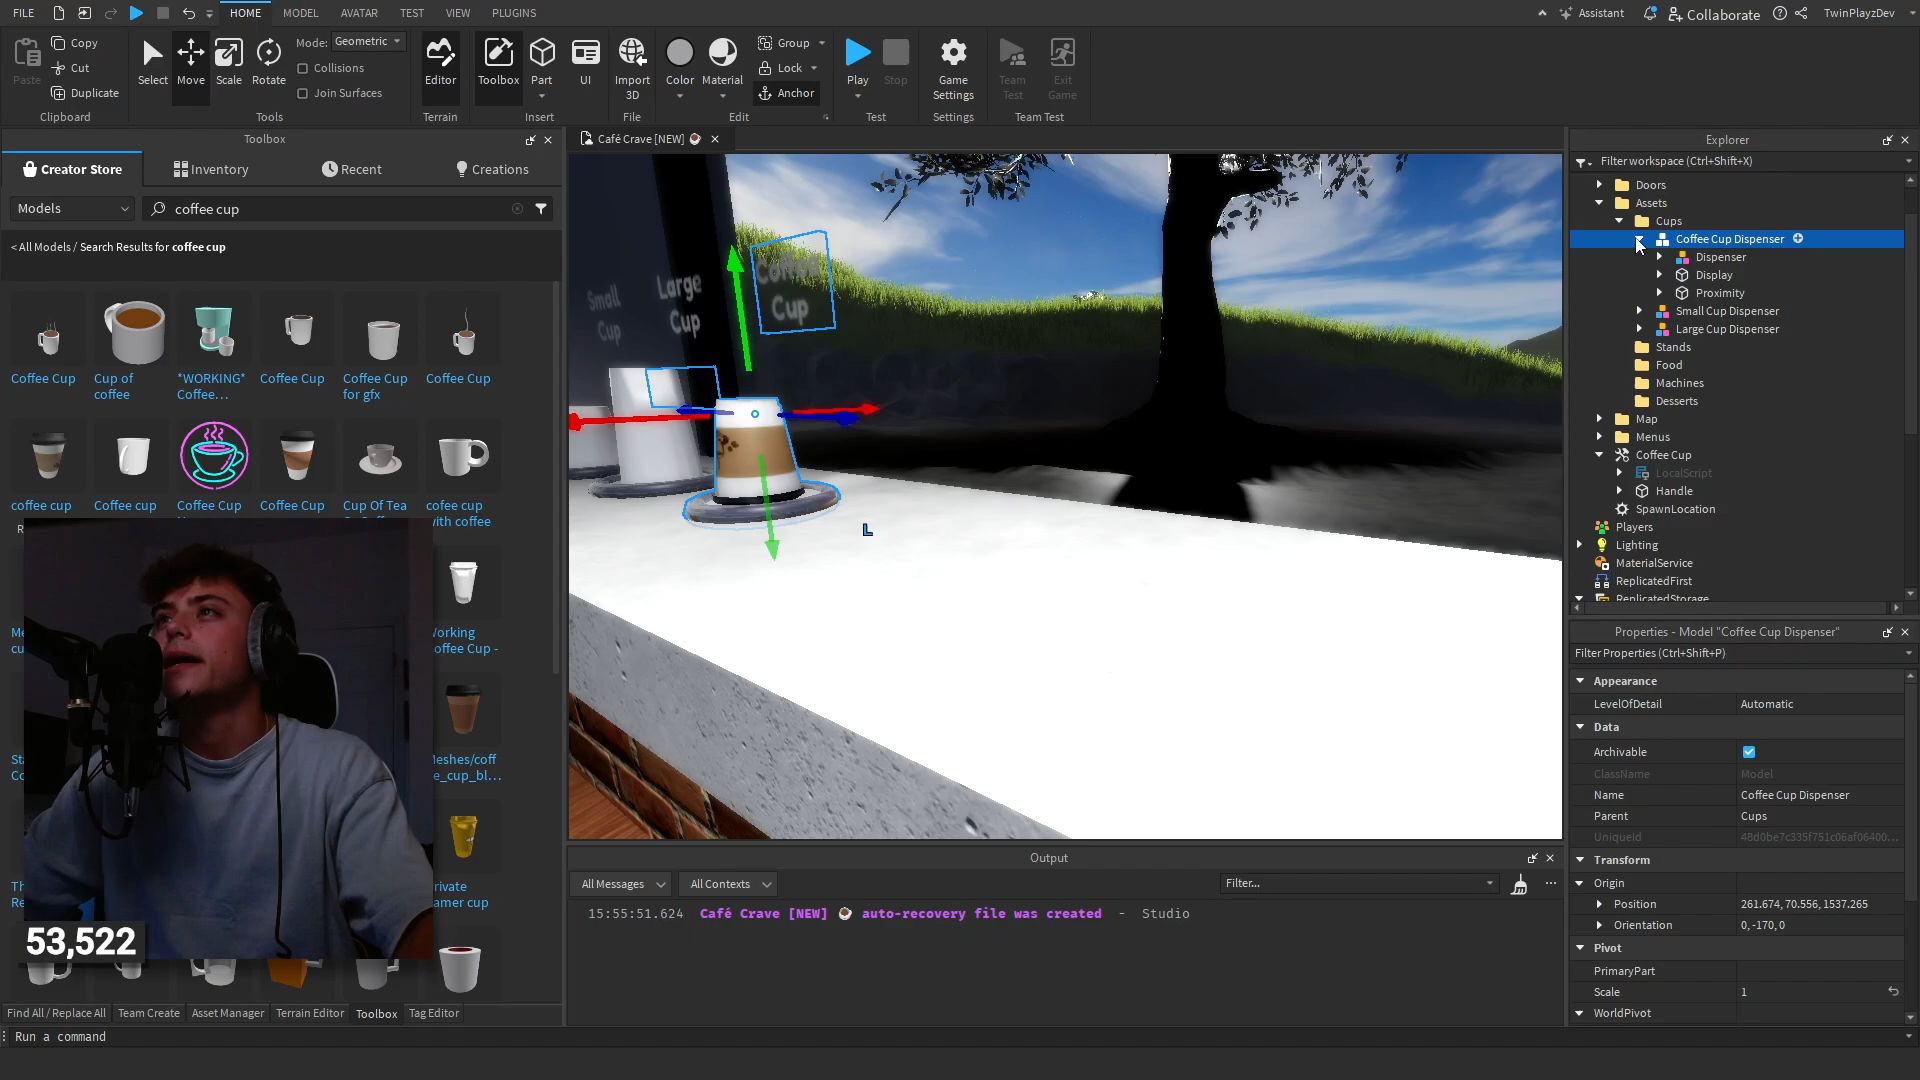 FILE HOME MODEL AVATAR TEST VIEW PLUGINS Assistant Collaborate TwinPlayzDev
Paste Copy Cut Duplicate Clipboard
Select Move Scale Rotate Mode: Geometric Collisions Join Surfaces Tools
Editor Terrain
Toolbox Part UI Insert
Import 3D File
Color Material Group Lock Anchor Edit
Play Stop Test
Game Settings Settings
Team Test Exit Game Team Test
Toolbox
Creator Store Inventory Recent Creations
Models coffee cup
< All Models / Search Results for coffee cup
Coffee Cup
Cup of coffee
*WORKING* Coffee…
Coffee Cup
Coffee Cup for gfx
Coffee Cup
coffee cup
Coffee cup
Coffee Cup
Coffee Cup
Cup Of Tea
cofee cup with coffee
53,522
Find All / Replace All Team Create Asset Manager Terrain Editor Toolbox Tag Editor
Run a command
Café Crave [NEW]
Small Cup
Large Cup
Coffee Cup
L
Output
All Messages All Contexts Filter...
15:55:51.624 Café Crave [NEW] auto-recovery file was created - Studio
Explorer
Filter workspace (Ctrl+Shift+X)
Doors
Assets
Cups
Coffee Cup Dispenser
Dispenser
Display
Proximity
Small Cup Dispenser
Large Cup Dispenser
Stands
Food
Machines
Desserts
Map
Menus
Coffee Cup
LocalScript
Handle
SpawnLocation
Players
Lighting
MaterialService
ReplicatedFirst
ReplicatedStorage
Properties - Model "Coffee Cup Dispenser"
Filter Properties (Ctrl+Shift+P)
Appearance
LevelOfDetail Automatic
Data
Archivable
ClassName Model
Name Coffee Cup Dispenser
Parent Cups
UniqueId
Transform
Origin
Position 261.674, 70.556, 1537.265
Orientation 0, -170, 0
Pivot
PrimaryPart
Scale 1
WorldPivot